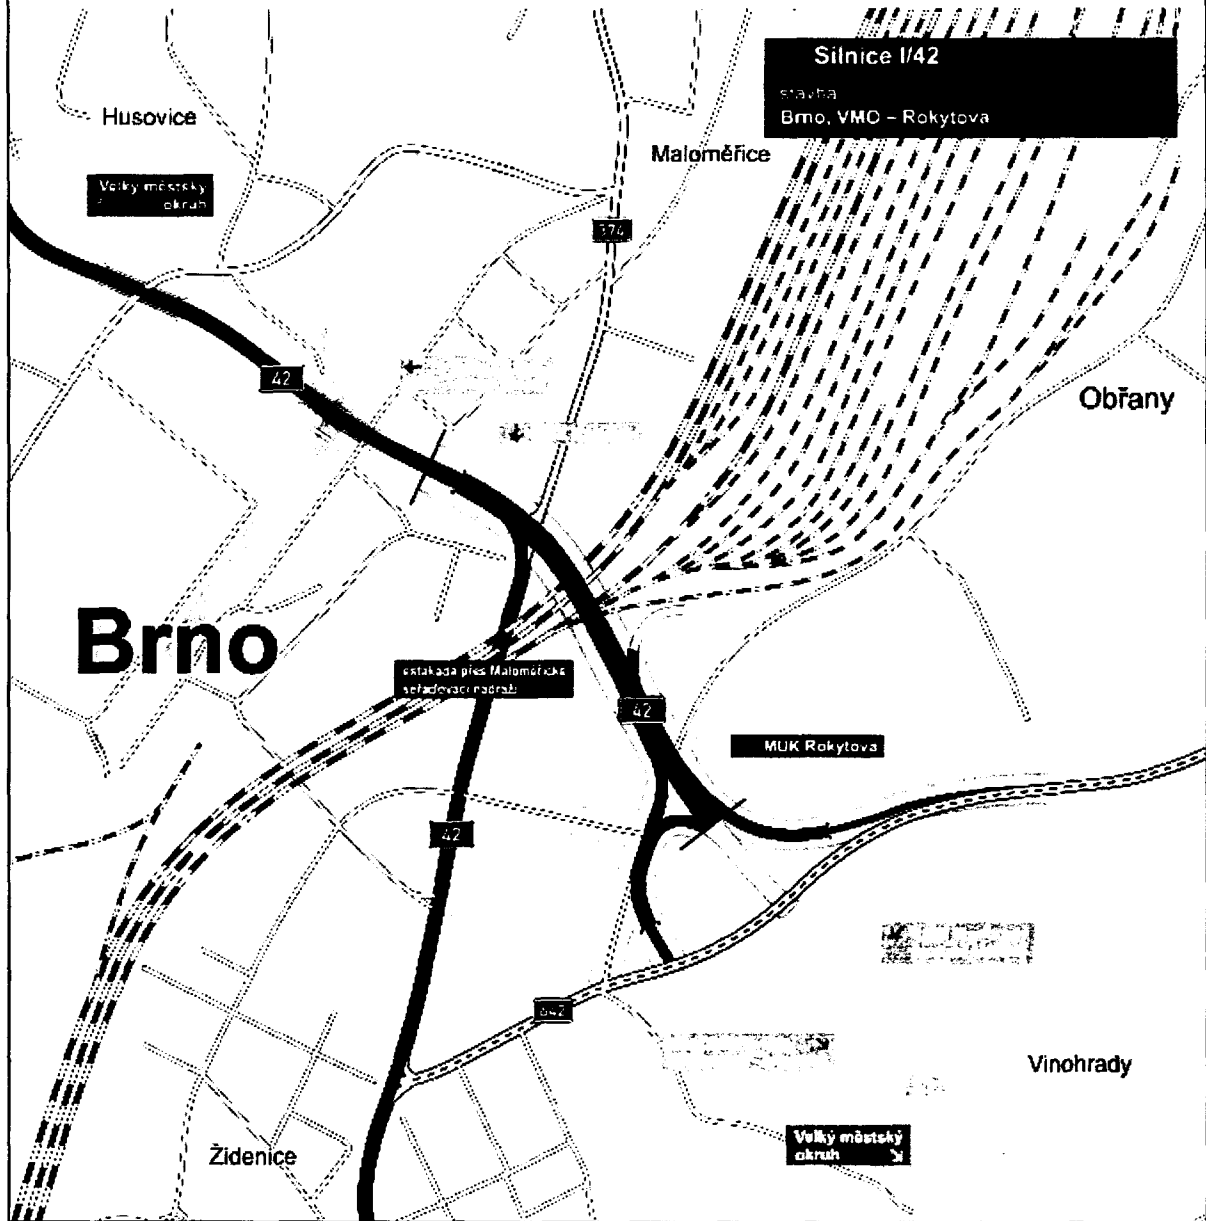 Silnice I/42
stavba
Brno, VMO – Rokytova
Husovice
Maloměřice
Velký městský
okruh
374
42
Obřany
Brno
estakáda přes Maloměřické
seřaďovací nádraží
42
MUK Rokytova
42
642
Vinohrady
Židenice
Velký městský
okruh